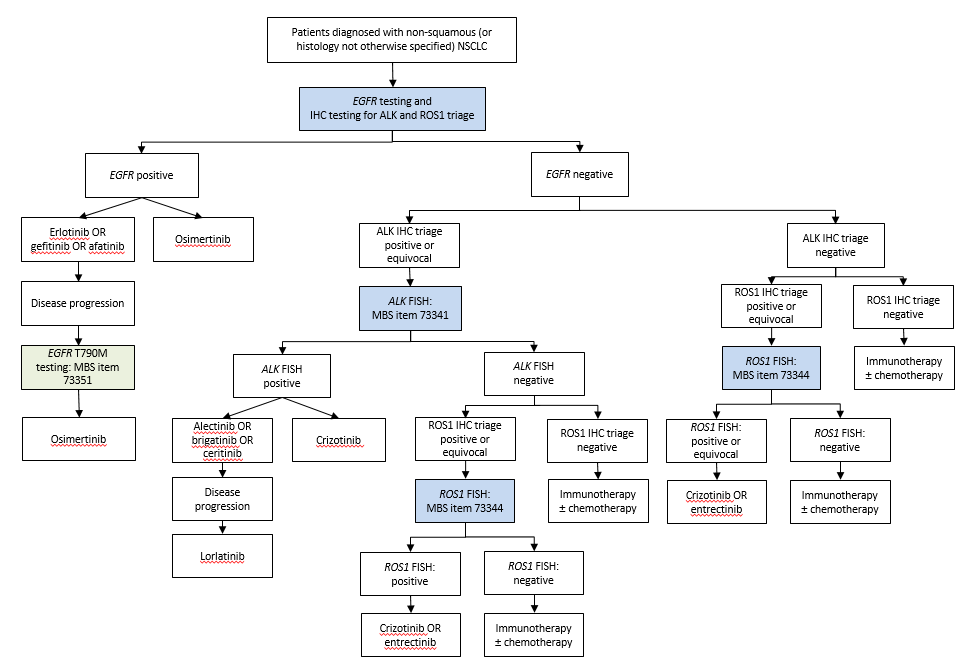 Patients diagnosed with non-squamous (or
histology not otherwise specified) NSCLC
EGFR testing and
IHC testing for ALK and ROS1 triage
EGFR positive
EGFR negative
Erlotinib OR
gefitinib OR afatinib
Osimertinib
Disease progression
EGFR T790M
testing: MBS item
73351
Osimertinib
ALK IHC triage
positive or
equivocal
ALK FISH:
MBS item 73341
ALK FISH
positive
Alectinib OR
brigatinib OR
ceritinib
Crizotinib
Disease
progression
Lorlatinib
ALK FISH
negative
ROS1 IHC triage
positive or
equivocal
ROS1 IHC triage
negative
ROS1 FISH:
MBS item 73344
Immunotherapy
± chemotherapy
ROS1 FISH:
positive
ROS1 FISH:
negative
Crizotinib OR
entrectinib
Immunotherapy
± chemotherapy
ALK IHC triage
negative
ROS1 IHC triage
positive or
equivocal
ROS1 IHC triage
negative
ROS1 FISH:
MBS item 73344
Immunotherapy
± chemotherapy
ROS1 FISH:
positive or
equivocal
ROS1 FISH:
negative
Crizotinib OR
entrectinib
Immunotherapy
± chemotherapy